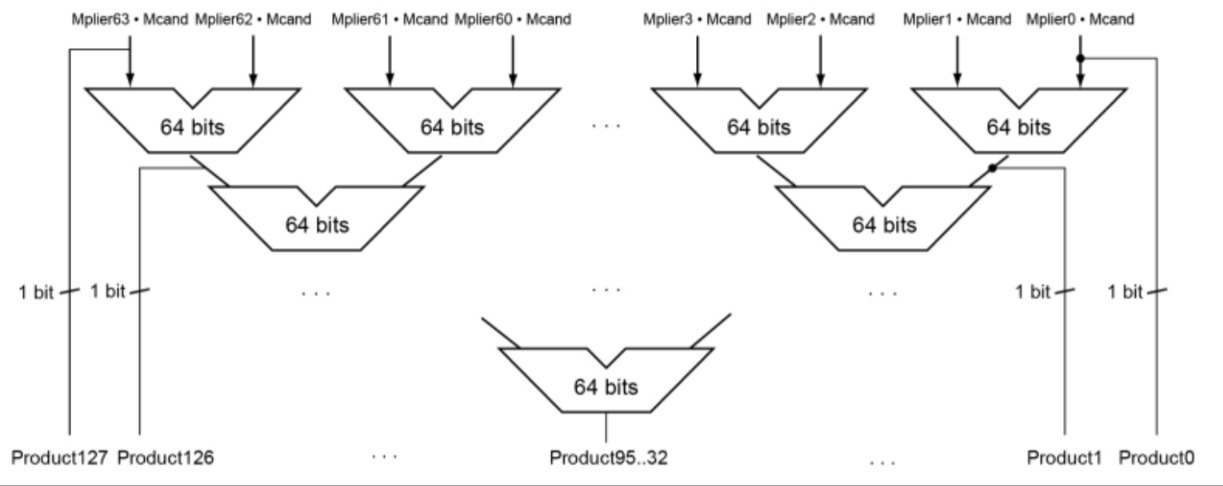 Mplier63 • Mcand Mplier62 • Mcand Mplier61 • Mcand Mplier60 • Mcand Mplier3 • Mcand Mplier2 • Mcand Mplier1 • Mcand Mplier0 • Mcand
64 bits 64 bits . . . 64 bits 64 bits
64 bits 64 bits
1 bit 1 bit . . . . . . . . . 1 bit 1 bit
64 bits
Product127 Product126 . . . Product95..32 . . . Product1 Product0